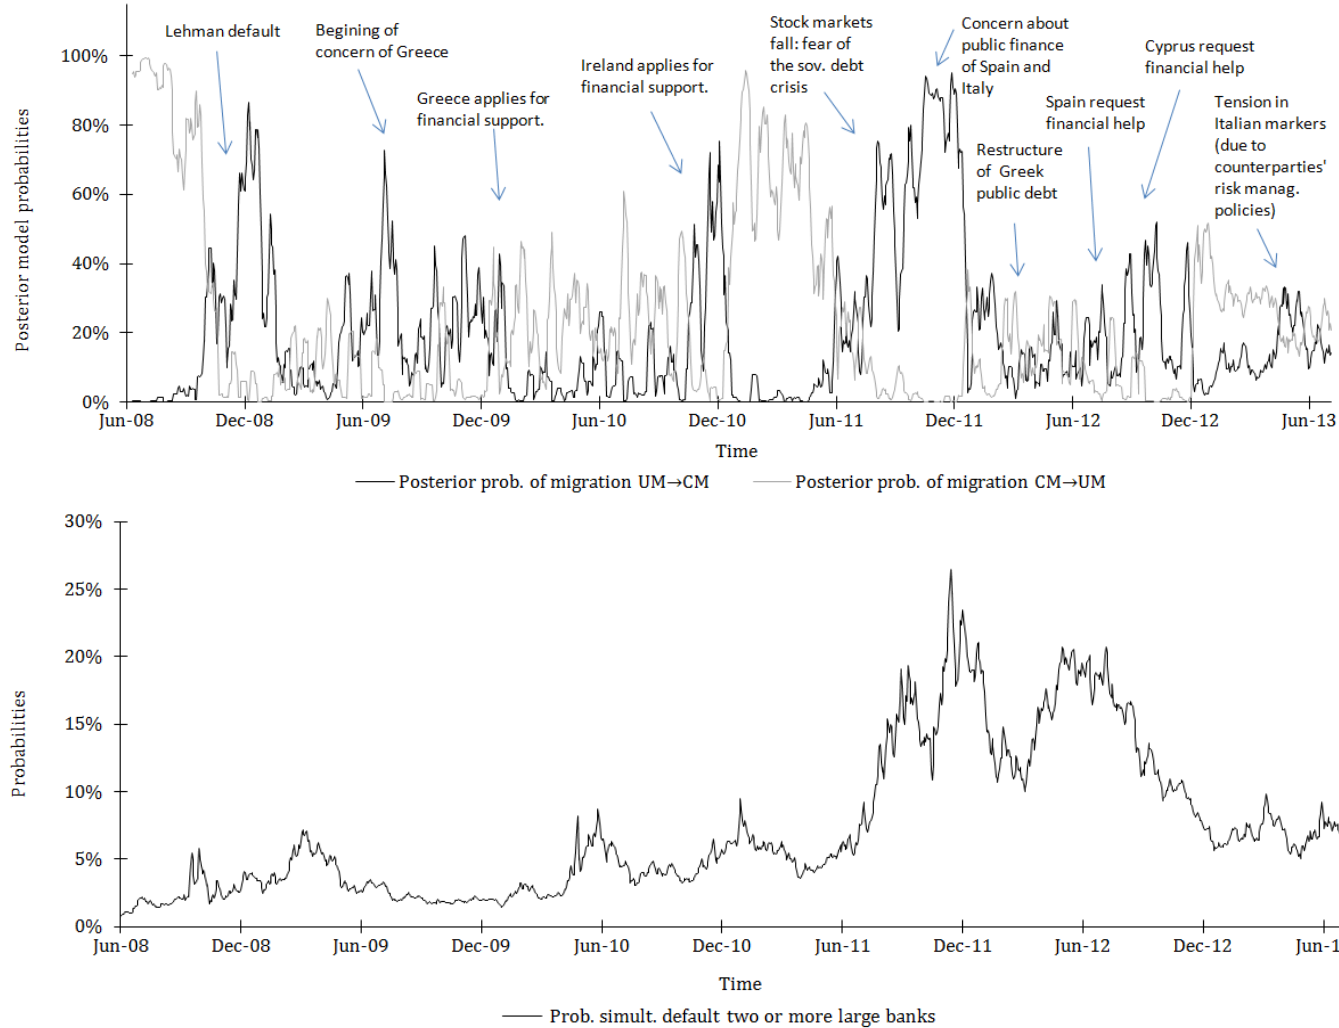 Lehman default
Begining of
concern of Greece
Greece applies for
financial support.
Ireland applies for
financial support.
Stock markets
fall: fear of
the sov. debt
crisis
Concern about
public finance
of Spain and
Italy
Restructure
of Greek
public debt
Spain request
financial help
Cyprus request
financial help
Tension in
Italian markers
(due to
counterparties'
risk manag.
policies)
Posterior model probabilities
100%
80%
60%
40%
20%
0%
Jun-08 Dec-08 Jun-09 Dec-09 Jun-10 Dec-10 Jun-11 Dec-11 Jun-12 Dec-12 Jun-13
Time
Posterior prob. of migration UM→CM Posterior prob. of migration CM→UM
Probabilities
30%
25%
20%
15%
10%
5%
0%
Jun-08 Dec-08 Jun-09 Dec-09 Jun-10 Dec-10 Jun-11 Dec-11 Jun-12 Dec-12 Jun-1
Time
Prob. simult. default two or more large banks